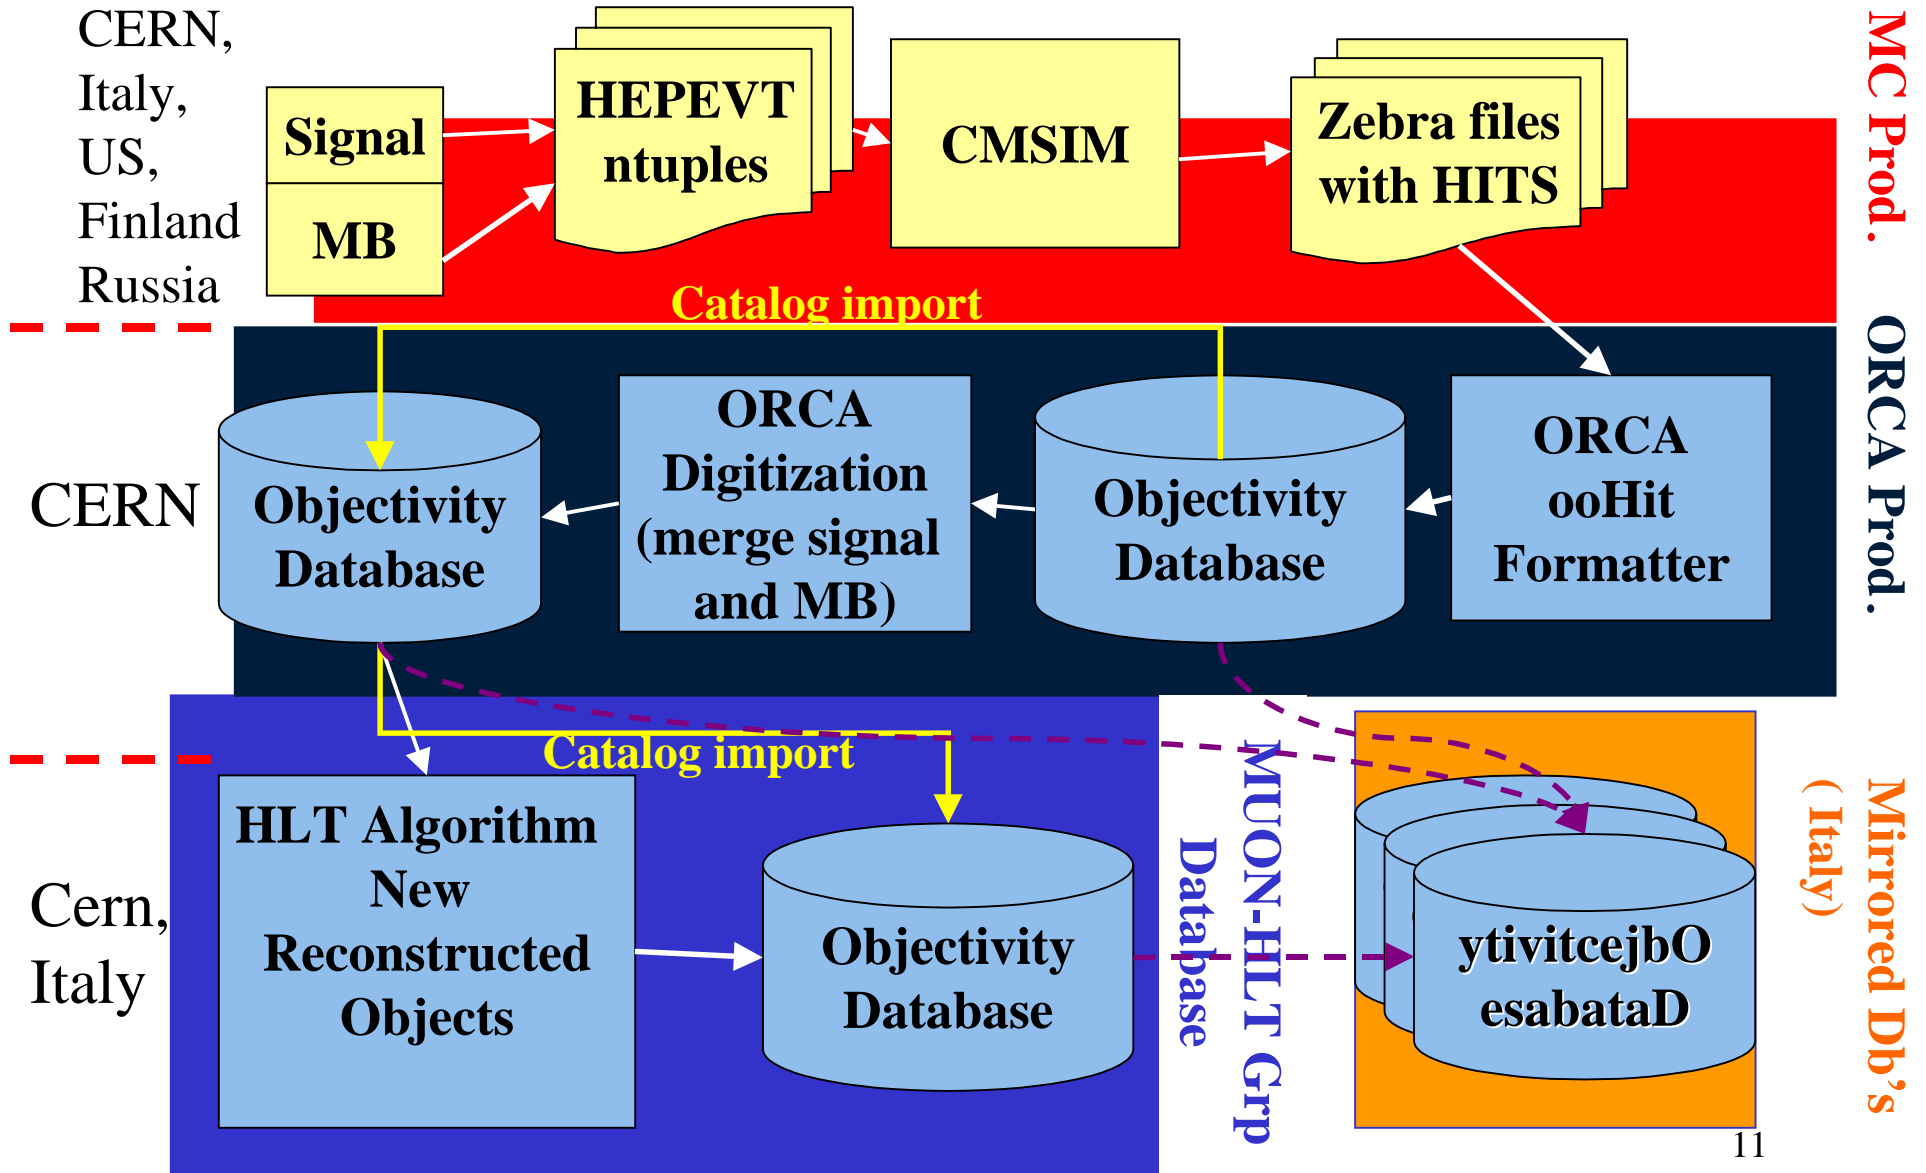 CERN,
Italy,
US,
Finland
Russia
Signal
MB
HEPEVT
ntuples
CMSIM
Zebra files
with HITS
MC Prod.
Catalog import
CERN
Objectivity
Database
ORCA
Digitization
(merge signal
and MB)
Objectivity
Database
ORCA
ooHit
Formatter
ORCA Prod.
Catalog import
Cern,
Italy
HLT Algorithm
New
Reconstructed
Objects
Objectivity
Database
MUON-HLT Grp
Database
ytivitcejbO
esabataD
Mirrored Db's
( Italy)
11